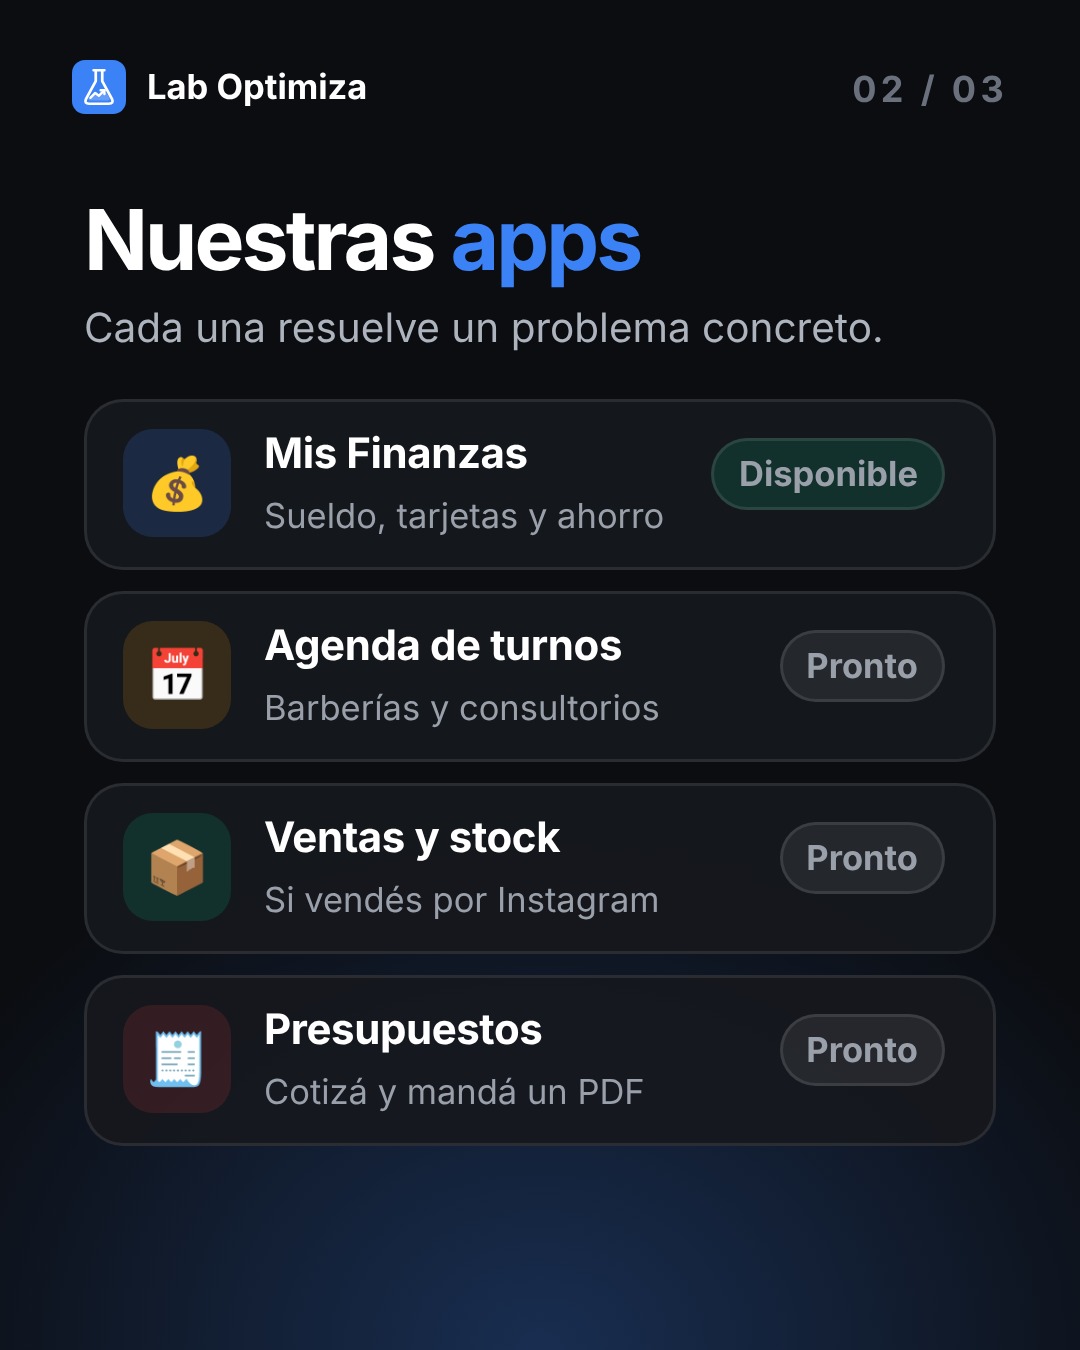 Lab Optimiza
02 / 03
Nuestras apps
Cada una resuelve un problema concreto.
Mis Finanzas
Disponible
Sueldo, tarjetas y ahorro
Agenda de turnos
Pronto
July
17
Barberías y consultorios
Ventas y stock
Pronto
Si vendés por Instagram
Presupuestos
Pronto
Cotizá y mandá un PDF